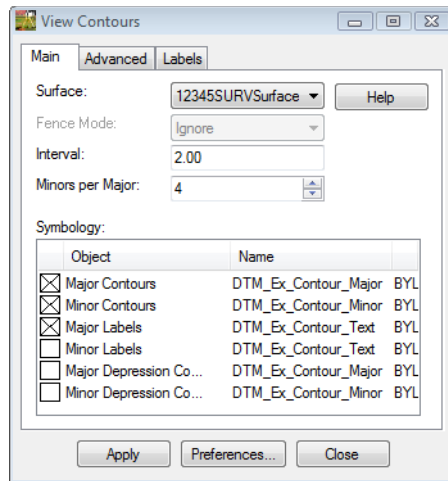 View Contours
Main Advanced Labels
Surface: 12345SURVSurface Help
Fence Mode: Ignore
Interval: 2.00
Minors per Major: 4
Symbology:
Object Name
Major Contours DTM_Ex_Contour_Major BYL
Minor Contours DTM_Ex_Contour_Minor BYL
Major Labels DTM_Ex_Contour_Text BYL
Minor Labels DTM_Ex_Contour_Text BYL
Major Depression Co... DTM_Ex_Contour_Major BYL
Minor Depression Co... DTM_Ex_Contour_Minor BYL
Apply Preferences... Close